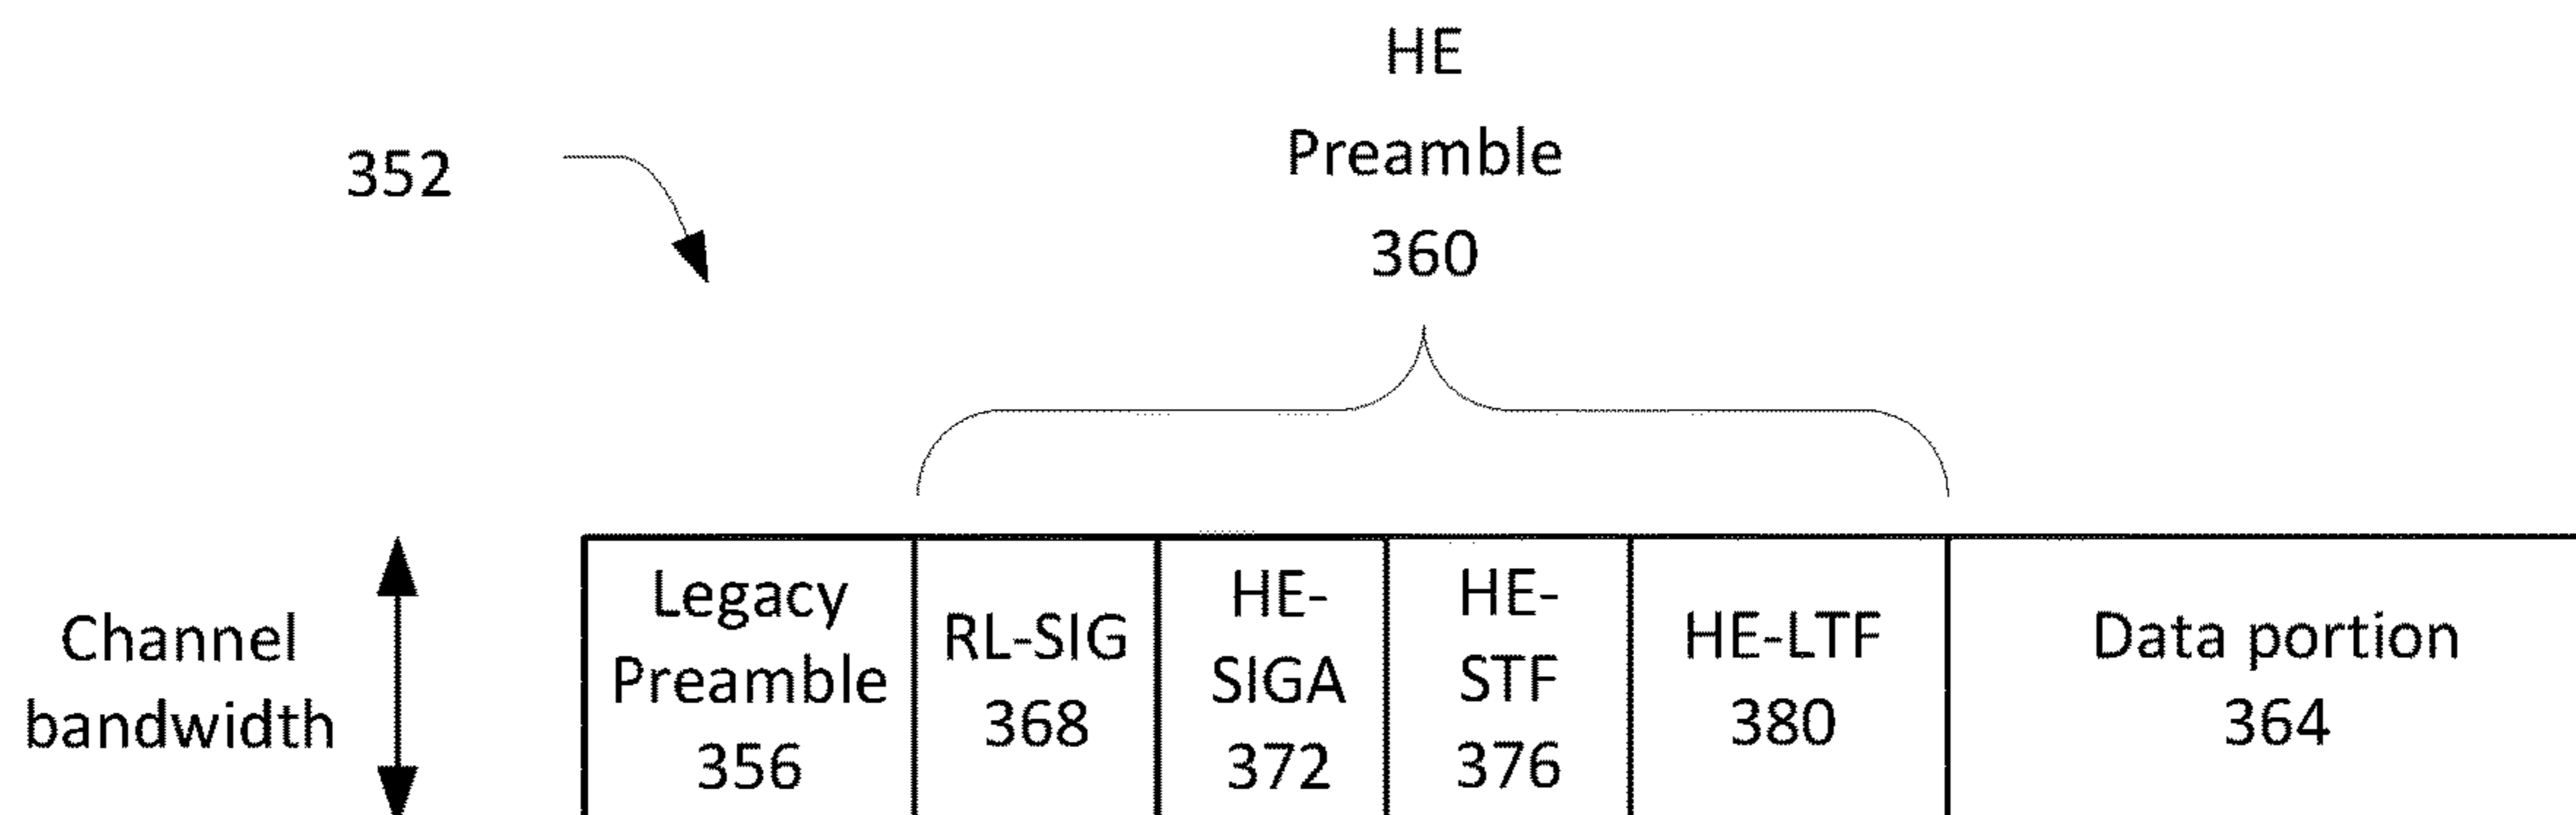 HE
Preamble
360
352
Channel
bandwidth
Legacy
Preamble
356
RL-SIG
368
HE-
SIGA
372
HE-
STF
376
HE-LTF
380
Data portion
364